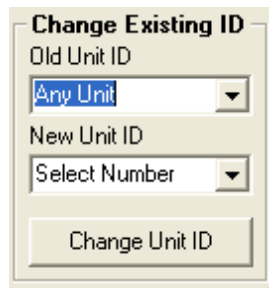 Change Existing ID
Old Unit ID
Any Unit
New Unit ID
Select Number
Change Unit ID